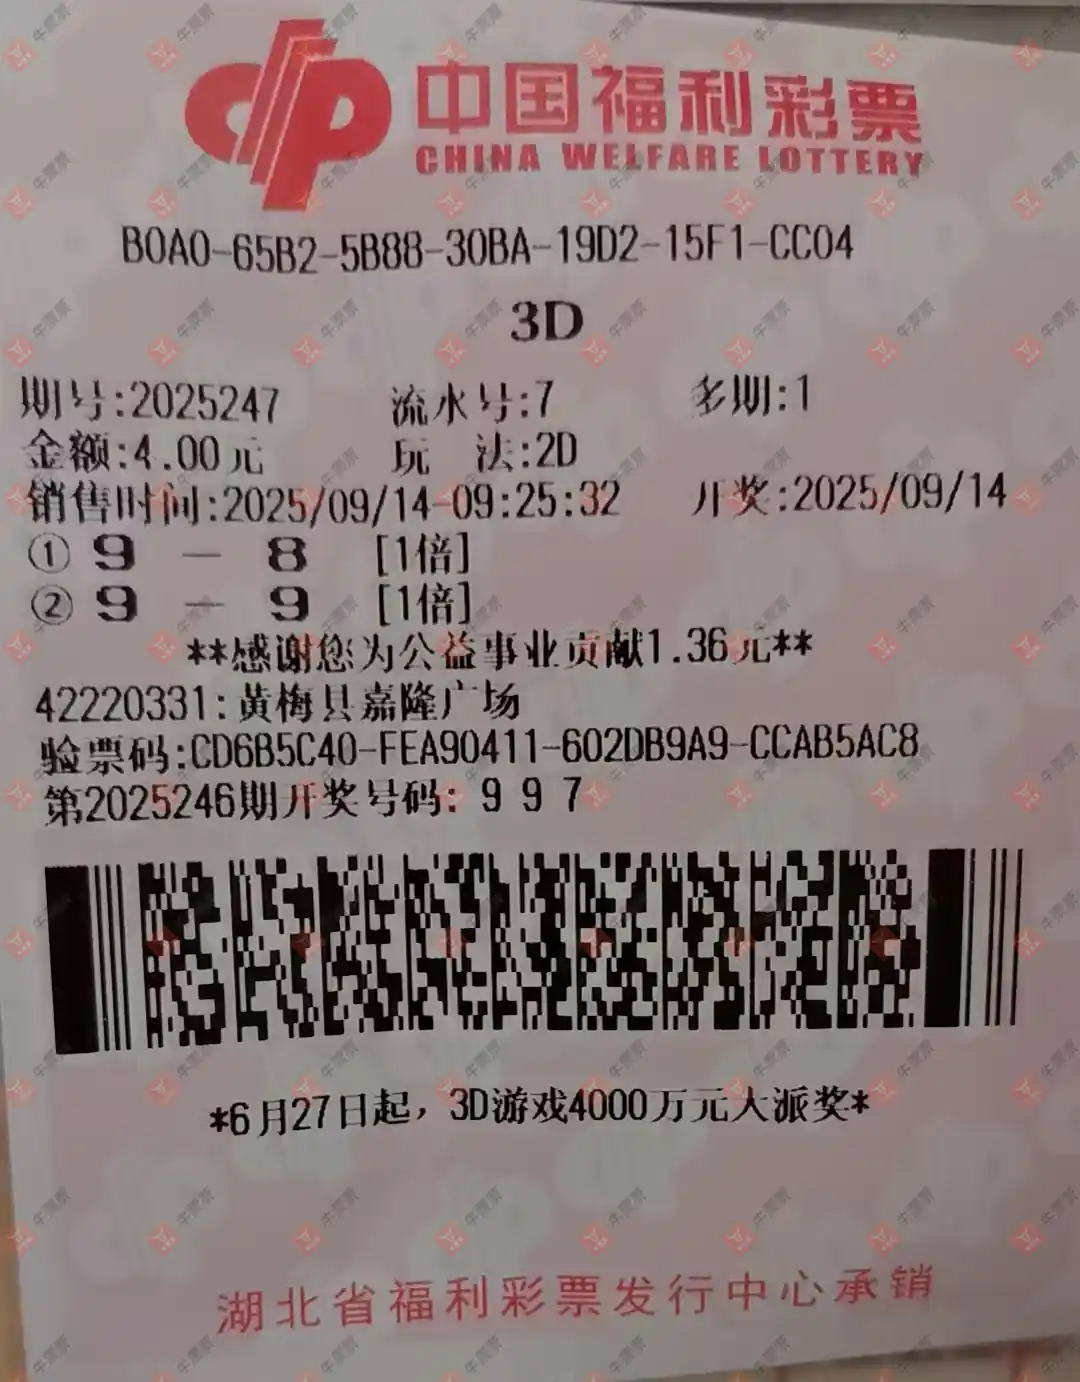 中国福利彩票
CHINA WELFARE LOTTERY
B0A0-65B2-5B88-30BA-19D2-15F1-CC04
3D
期号:2025247 流水号:7 多期:1
金额:4.00元 玩 法:2D
销售时间:2025/09/14-09:25:32 开奖:2025/09/14
① 9 — 8 [1倍]
② 9 — 9 [1倍]
**感谢您为公益事业贡献1.36元**
42220331:黄梅县嘉隆广场
验票码:CD6B5C40-FEA90411-602DB9A9-CCAB5AC8
第2025246期开奖号码: 9 9 7
*6月27日起，3D游戏4000万元大派奖*
湖北省福利彩票发行中心承销
牛票票